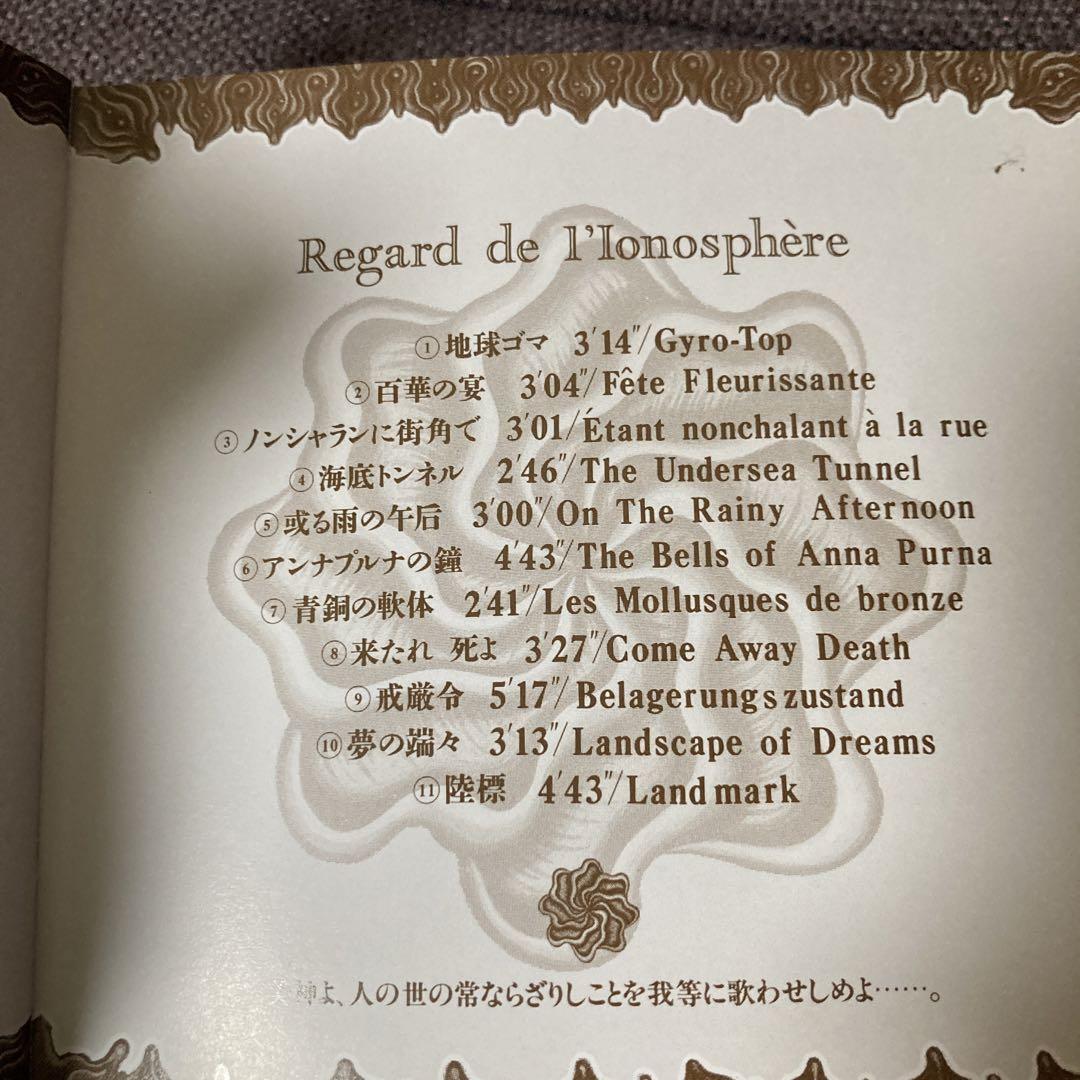 Regard de l'Ionosphère
①地球ゴマ 3'14"/Gyro-Top
②百華の宴 3'04"/Fête Fleurissante
③ノンシャランに街角で 3'01/Étant nonchalant à la rue
④海底トンネル 2'46"/The Undersea Tunnel
⑤或る雨の午后 3'00"/On The Rainy Afternoon
⑥アンナプルナの鐘 4'43"/The Bells of Anna Purna
⑦青銅の軟体 2'41"/Les Mollusques de bronze
⑧来たれ 死よ 3'27"/Come Away Death
⑨戒厳令 5'17"/Belagerungszustand
⑩夢の端々 3'13"/Landscape of Dreams
⑪陸標 4'43"/Landmark
神よ、人の世の常ならざりしことを我等に歌わせしめよ……。